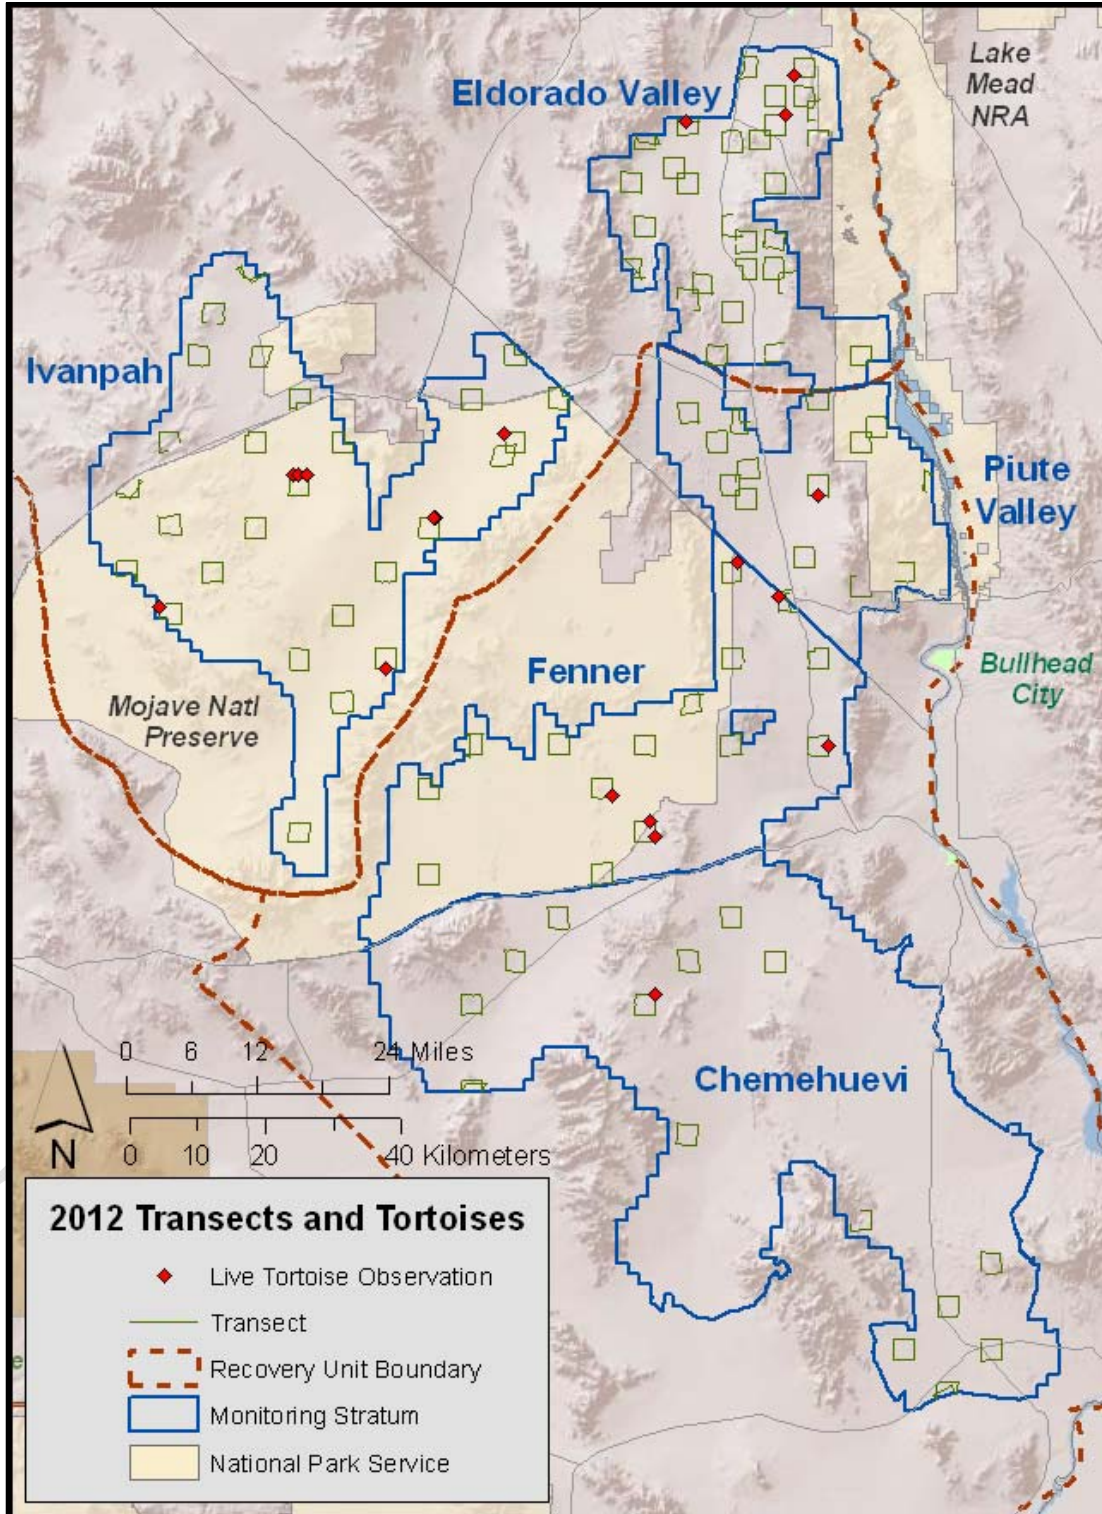 Lake
Mead
NRA
Eldorado Valley
Ivanpah
Piute
Valley
Fenner
Bullhead
City
Mojave Natl
Preserve
0 6 12 24 Miles
Chemehuevi
N
0 10 20 40 Kilometers
2012 Transects and Tortoises
Live Tortoise Observation
Transect
Recovery Unit Boundary
Monitoring Stratum
National Park Service
e